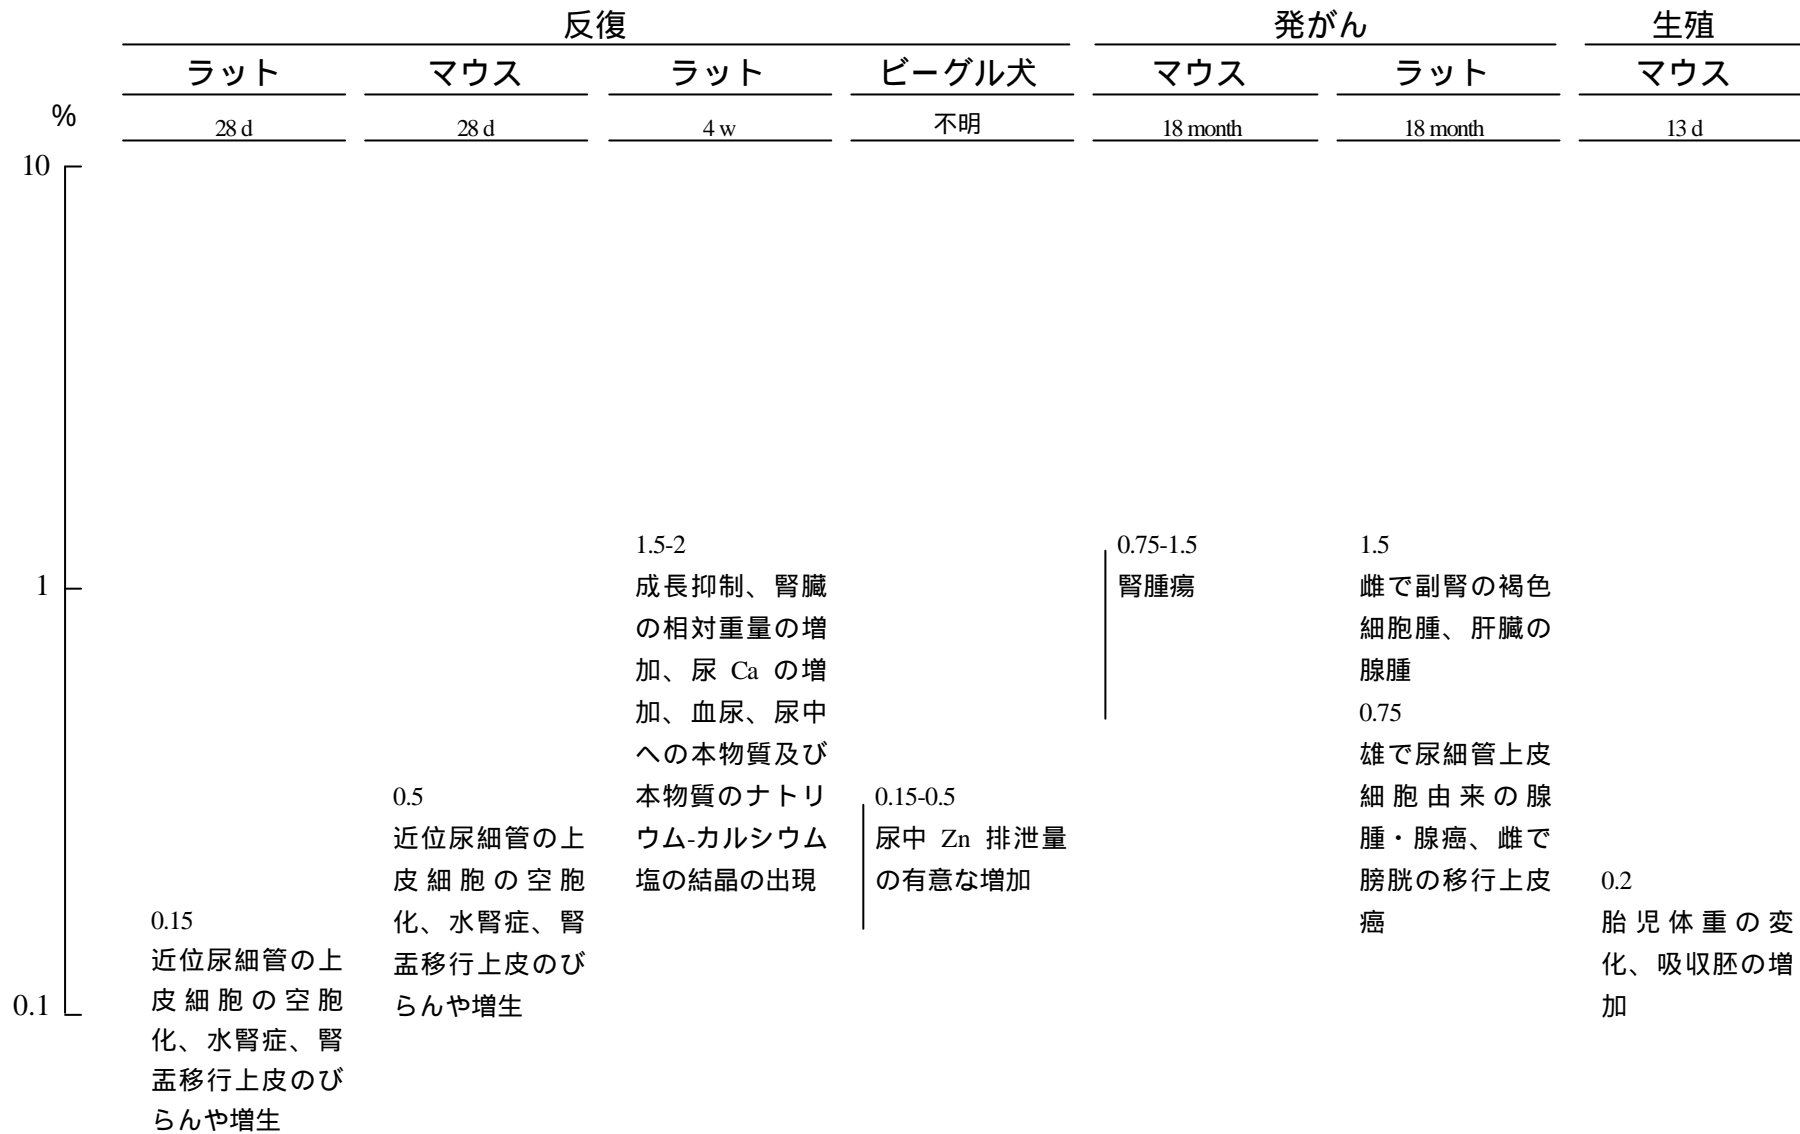 反復
発がん
生殖
ラット
マウス
ラット
ビーグル犬
マウス
ラット
マウス
%
28 d
28 d
4 w
不明
18 month
18 month
13 d
10
1
0.1
0.15
近位尿細管の上
皮細胞の空胞
化、水腎症、腎
盂移行上皮のび
らんや増生
0.5
近位尿細管の上
皮細胞の空胞
化、水腎症、腎
盂移行上皮のび
らんや増生
1.5-2
成長抑制、腎臓
の相対重量の増
加、尿 Ca の増
加、血尿、尿中
への本物質及び
本物質のナトリ
ウム-カルシウム
塩の結晶の出現
0.15-0.5
尿中 Zn 排泄量
の有意な増加
0.75-1.5
腎腫瘍
1.5
雌で副腎の褐色
細胞腫、肝臓の
腺腫
0.75
雄で尿細管上皮
細胞由来の腺
腫・腺癌、雌で
膀胱の移行上皮
癌
0.2
胎児体重の変
化、吸収胚の増
加